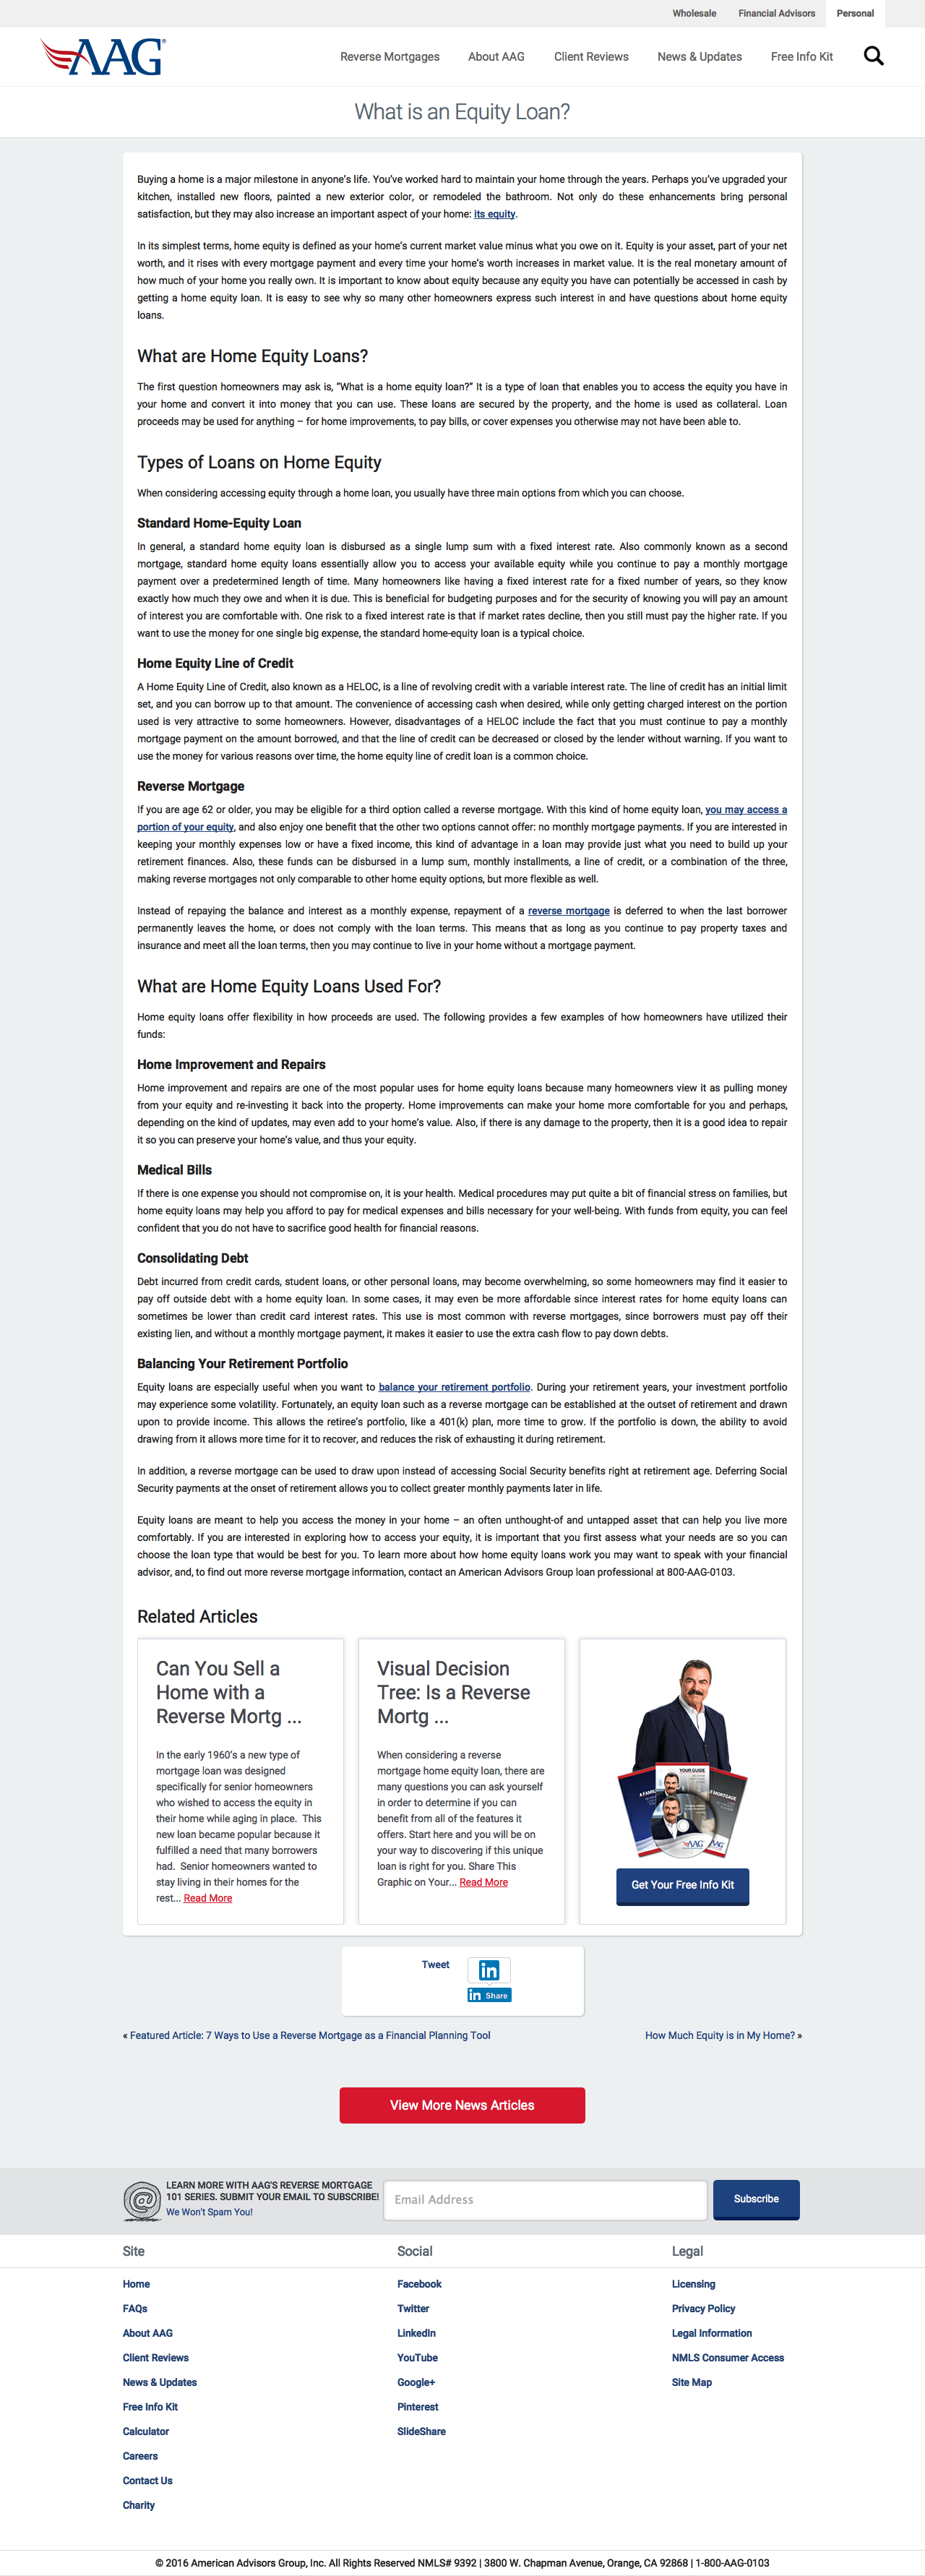 Wholesale Financial Advisors Personal
AAG®
Reverse Mortgages About AAG Client Reviews News & Updates Free Info Kit
What is an Equity Loan?
Buying a home is a major milestone in anyone's life. You've worked hard to maintain your home through the years. Perhaps you've upgraded your
kitchen, installed new floors, painted a new exterior color, or remodeled the bathroom. Not only do these enhancements bring personal
satisfaction, but they may also increase an important aspect of your home: its equity.
In its simplest terms, home equity is defined as your home's current market value minus what you owe on it. Equity is your asset, part of your net
worth, and it rises with every mortgage payment and every time your home's worth increases in market value. It is the real monetary amount of
how much of your home you really own. It is important to know about equity because any equity you have can potentially be accessed in cash by
getting a home equity loan. It is easy to see why so many other homeowners express such interest in and have questions about home equity
loans.
What are Home Equity Loans?
The first question homeowners may ask is, "What is a home equity loan?" It is a type of loan that enables you to access the equity you have in
your home and convert it into money that you can use. These loans are secured by the property, and the home is used as collateral. Loan
proceeds may be used for anything – for home improvements, to pay bills, or cover expenses you otherwise may not have been able to.
Types of Loans on Home Equity
When considering accessing equity through a home loan, you usually have three main options from which you can choose.
Standard Home-Equity Loan
In general, a standard home equity loan is disbursed as a single lump sum with a fixed interest rate. Also commonly known as a second
mortgage, standard home equity loans essentially allow you to access your available equity while you continue to pay a monthly mortgage
payment over a predetermined length of time. Many homeowners like having a fixed interest rate for a fixed number of years, so they know
exactly how much they owe and when it is due. This is beneficial for budgeting purposes and for the security of knowing you will pay an amount
of interest you are comfortable with. One risk to a fixed interest rate is that if market rates decline, then you still must pay the higher rate. If you
want to use the money for one single big expense, the standard home-equity loan is a typical choice.
Home Equity Line of Credit
A Home Equity Line of Credit, also known as a HELOC, is a line of revolving credit with a variable interest rate. The line of credit has an initial limit
set, and you can borrow up to that amount. The convenience of accessing cash when desired, while only getting charged interest on the portion
used is very attractive to some homeowners. However, disadvantages of a HELOC include the fact that you must continue to pay a monthly
mortgage payment on the amount borrowed, and that the line of credit can be decreased or closed by the lender without warning. If you want to
use the money for various reasons over time, the home equity line of credit loan is a common choice.
Reverse Mortgage
If you are age 62 or older, you may be eligible for a third option called a reverse mortgage. With this kind of home equity loan, you may access a
portion of your equity, and also enjoy one benefit that the other two options cannot offer: no monthly mortgage payments. If you are interested in
keeping your monthly expenses low or have a fixed income, this kind of advantage in a loan may provide just what you need to build up your
retirement finances. Also, these funds can be disbursed in a lump sum, monthly installments, a line of credit, or a combination of the three,
making reverse mortgages not only comparable to other home equity options, but more flexible as well.
Instead of repaying the balance and interest as a monthly expense, repayment of a reverse mortgage is deferred to when the last borrower
permanently leaves the home, or does not comply with the loan terms. This means that as long as you continue to pay property taxes and
insurance and meet all the loan terms, then you may continue to live in your home without a mortgage payment.
What are Home Equity Loans Used For?
Home equity loans offer flexibility in how proceeds are used. The following provides a few examples of how homeowners have utilized their
funds:
Home Improvement and Repairs
Home improvement and repairs are one of the most popular uses for home equity loans because many homeowners view it as pulling money
from your equity and re-investing it back into the property. Home improvements can make your home more comfortable for you and perhaps,
depending on the kind of updates, may even add to your home's value. Also, if there is any damage to the property, then it is a good idea to repair
it so you can preserve your home's value, and thus your equity.
Medical Bills
If there is one expense you should not compromise on, it is your health. Medical procedures may put quite a bit of financial stress on families, but
home equity loans may help you afford to pay for medical expenses and bills necessary for your well-being. With funds from equity, you can feel
confident that you do not have to sacrifice good health for financial reasons.
Consolidating Debt
Debt incurred from credit cards, student loans, or other personal loans, may become overwhelming, so some homeowners may find it easier to
pay off outside debt with a home equity loan. In some cases, it may even be more affordable since interest rates for home equity loans can
sometimes be lower than credit card interest rates. This use is most common with reverse mortgages, since borrowers must pay off their
existing lien, and without a monthly mortgage payment, it makes it easier to use the extra cash flow to pay down debts.
Balancing Your Retirement Portfolio
Equity loans are especially useful when you want to balance your retirement portfolio. During your retirement years, your investment portfolio
may experience some volatility. Fortunately, an equity loan such as a reverse mortgage can be established at the outset of retirement and drawn
upon to provide income. This allows the retiree's portfolio, like a 401(k) plan, more time to grow. If the portfolio is down, the ability to avoid
drawing from it allows more time for it to recover, and reduces the risk of exhausting it during retirement.
In addition, a reverse mortgage can be used to draw upon instead of accessing Social Security benefits right at retirement age. Deferring Social
Security payments at the onset of retirement allows you to collect greater monthly payments later in life.
Equity loans are meant to help you access the money in your home – an often unthought-of and untapped asset that can help you live more
comfortably. If you are interested in exploring how to access your equity, it is important that you first assess what your needs are so you can
choose the loan type that would be best for you. To learn more about how home equity loans work you may want to speak with your financial
advisor, and, to find out more reverse mortgage information, contact an American Advisors Group loan professional at 800-AAG-0103.
Related Articles
Can You Sell a
Home with a
Reverse Mortg ...
In the early 1960's a new type of
mortgage loan was designed
specifically for senior homeowners
who wished to access the equity in
their home while aging in place. This
new loan became popular because it
fulfilled a need that many borrowers
had. Senior homeowners wanted to
stay living in their homes for the
rest... Read More
Visual Decision
Tree: Is a Reverse
Mortg ...
When considering a reverse
mortgage home equity loan, there are
many questions you can ask yourself
in order to determine if you can
benefit from all of the features it
offers. Start here and you will be on
your way to discovering if this unique
loan is right for you. Share This
Graphic on Your... Read More
YOUR GUIDE
AAG
AAG
Get Your Free Info Kit
Tweet
in
in Share
« Featured Article: 7 Ways to Use a Reverse Mortgage as a Financial Planning Tool
How Much Equity is in My Home? »
View More News Articles
LEARN MORE WITH AAG'S REVERSE MORTGAGE
101 SERIES. SUBMIT YOUR EMAIL TO SUBSCRIBE!
We Won't Spam You!
Email Address
Subscribe
Site
Home
FAQs
About AAG
Client Reviews
News & Updates
Free Info Kit
Calculator
Careers
Contact Us
Charity
Social
Facebook
Twitter
LinkedIn
YouTube
Google+
Pinterest
SlideShare
Legal
Licensing
Privacy Policy
Legal Information
NMLS Consumer Access
Site Map
© 2016 American Advisors Group, Inc. All Rights Reserved NMLS# 9392 | 3800 W. Chapman Avenue, Orange, CA 92868 | 1-800-AAG-0103